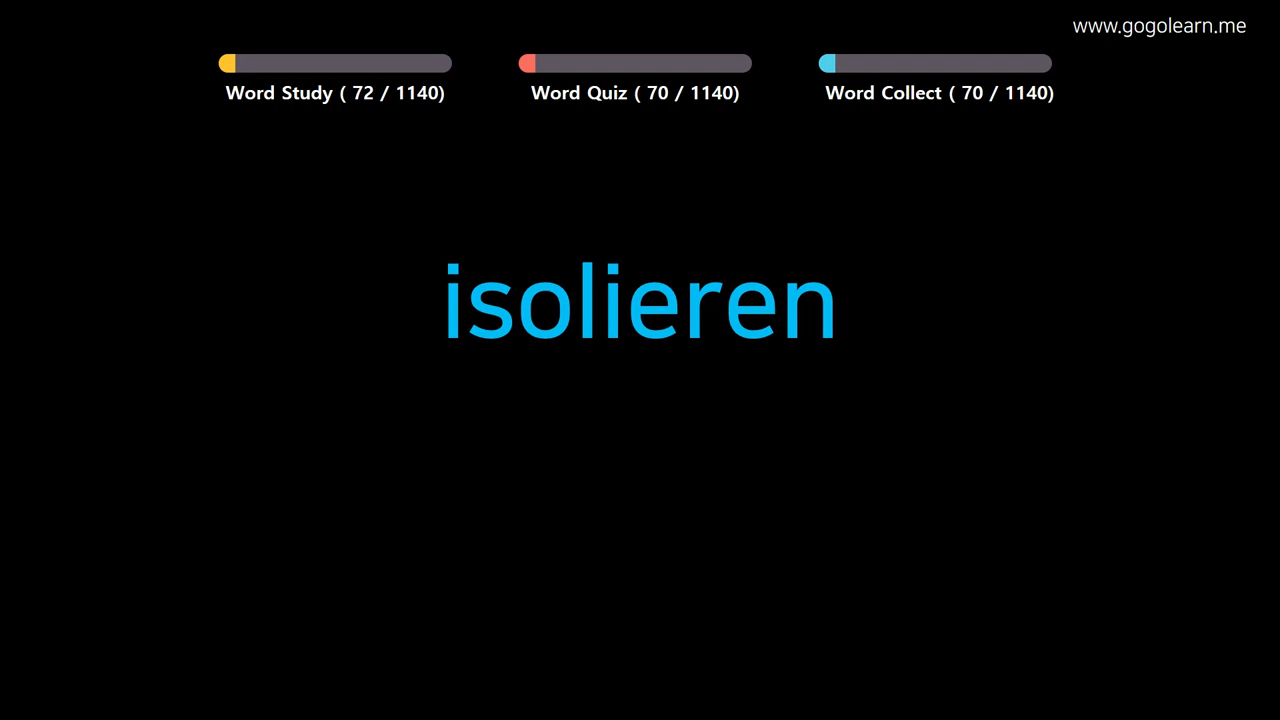 www.gogolearn.me
Word Study ( 72 / 1140)
Word Quiz ( 70 / 1140)
Word Collect ( 70 / 1140)
isolieren